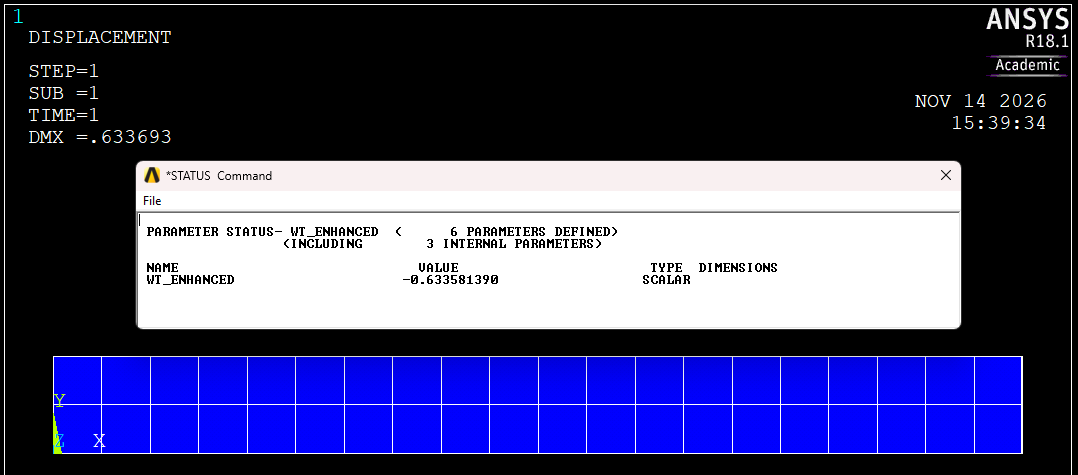 1
ANSYS
R18.1
Academic
DISPLACEMENT
STEP=1
SUB =1
TIME=1
DMX =.633693
NOV 14 2026
15:39:34
*STATUS Command
File
PARAMETER STATUS- WT_ENHANCED ( 6 PARAMETERS DEFINED)
(INCLUDING 3 INTERNAL PARAMETERS)
NAME VALUE TYPE DIMENSIONS
WT_ENHANCED -0.633581390 SCALAR
Y
Z X